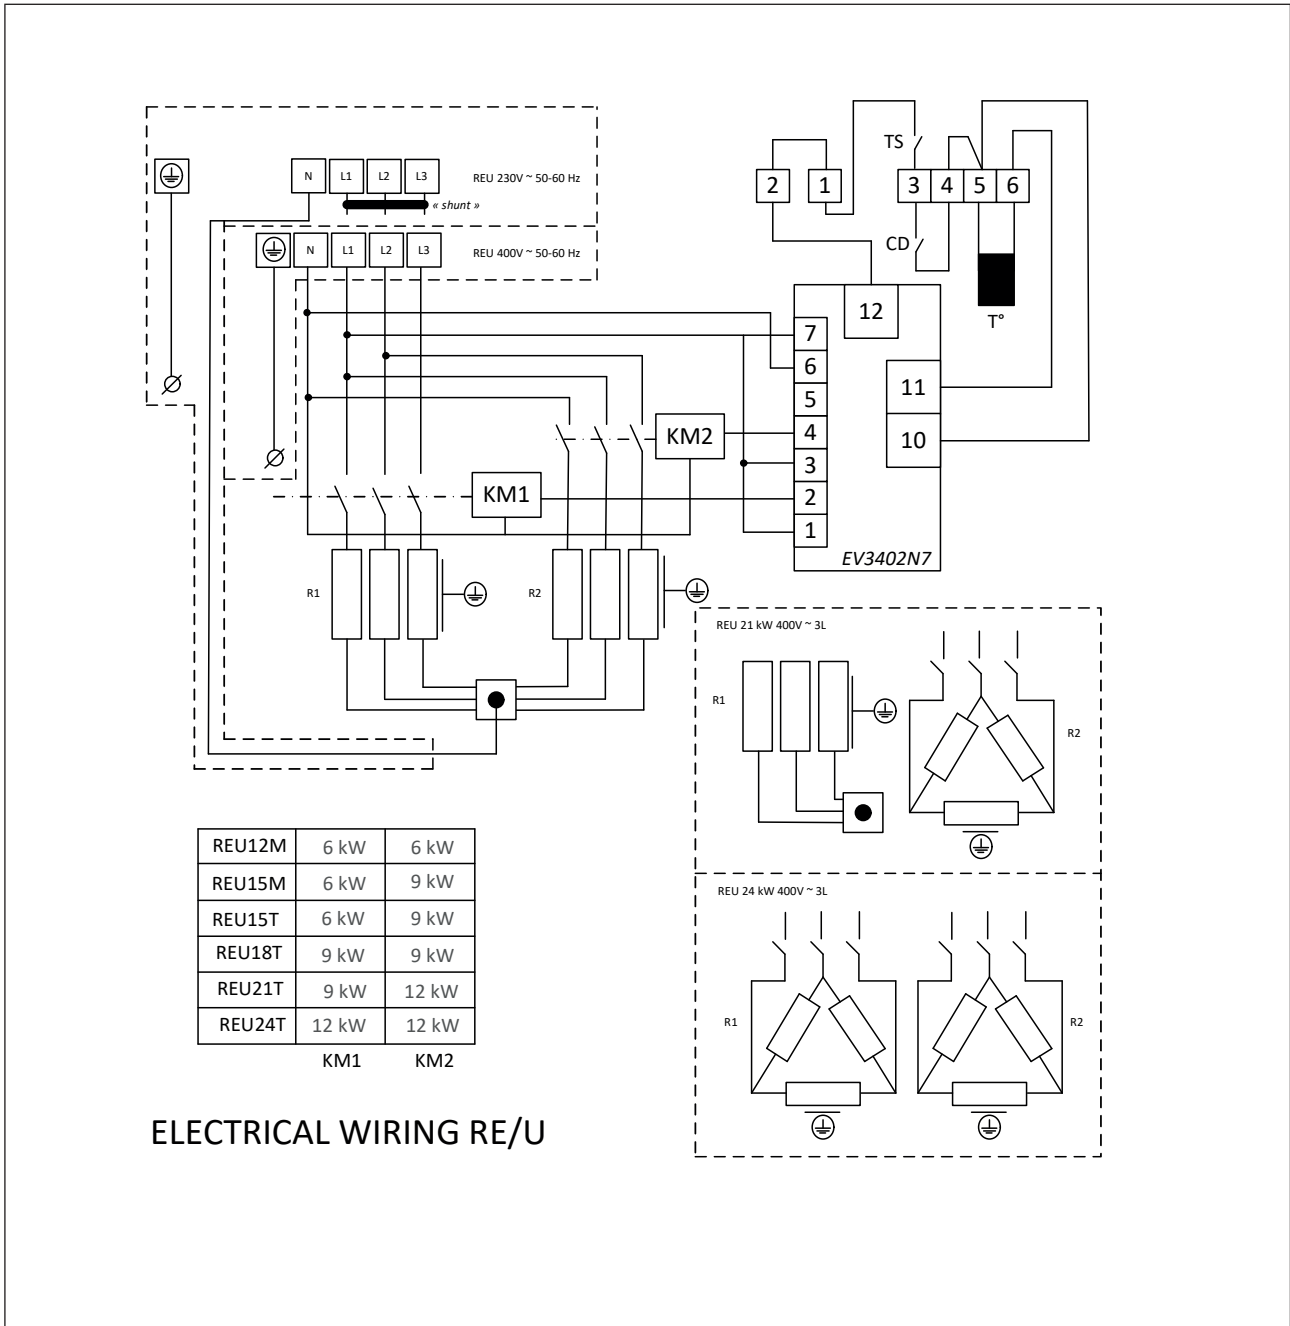 N L1 L2 L3 REU 230V ~ 50-60 Hz
« shunt »
N L1 L2 L3 REU 400V ~ 50-60 Hz
TS
2 1 3 4 5 6
CD
T°
12
7
6
5
4
3
2
1
11
10
EV3402N7
KM2
KM1
R1
R2
REU 21 kW 400V ~ 3L
R1
R2
REU 24 kW 400V ~ 3L
R1
R2
REU12M 6 kW 6 kW
REU15M 6 kW 9 kW
REU15T 6 kW 9 kW
REU18T 9 kW 9 kW
REU21T 9 kW 12 kW
REU24T 12 kW 12 kW
KM1 KM2
ELECTRICAL WIRING RE/U